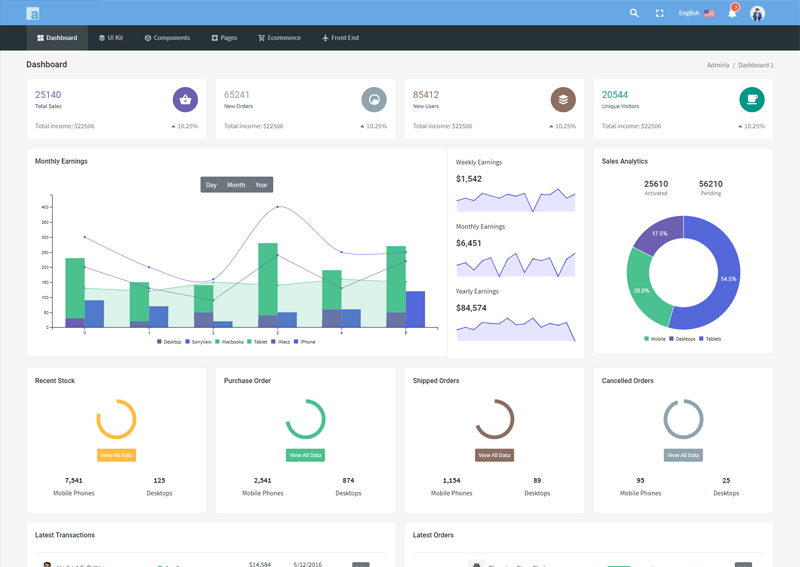 a
English
3
Dashboard UI Kit Components Pages Ecommerce Front End
Dashboard
Admiria / Dashboard 1
25140
Total Sales
Total income: $22506 10.25%
65241
New Orders
Total income: $22506 10.25%
85412
New Users
Total income: $22506 10.25%
20544
Unique Visitors
Total income: $22506 10.25%
Monthly Earnings
Day Month Year
400
350
300
250
200
150
100
50
0
0 1 2 3 4 5
Desktop SonyVaio Macbooks Tablet iMacs iPhone
Weekly Earnings
$1,542
Monthly Earnings
$6,451
Yearly Earnings
$84,574
Sales Analytics
25610 56210
Activated Pending
17.5%
54.5%
28.0%
Mobile Desktops Tablets
Recent Stock
View All Data
7,541 125
Mobile Phones Desktops
Purchase Order
View All Data
2,541 874
Mobile Phones Desktops
Shipped Orders
View All Data
1,154 89
Mobile Phones Desktops
Cancelled Orders
View All Data
95 25
Mobile Phones Desktops
Latest Transactions
$14,584 5/12/2016
Latest Orders